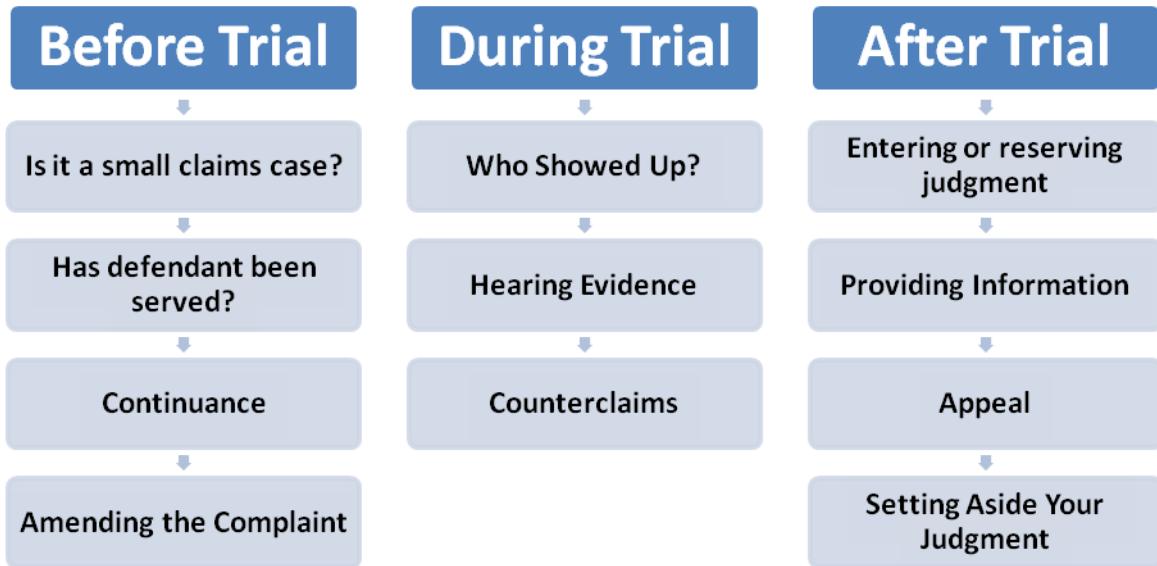 Before Trial
Is it a small claims case?
Has defendant been
served?
Continuance
Amending the Complaint
During Trial
Who Showed Up?
Hearing Evidence
Counterclaims
After Trial
Entering or reserving
judgment
Providing Information
Appeal
Setting Aside Your
Judgment